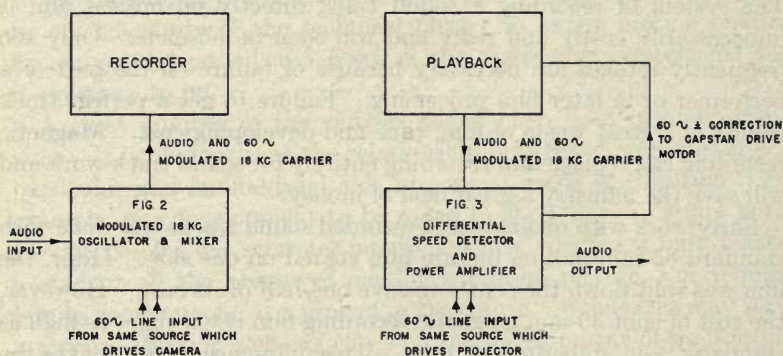 RECORDER
AUDIO AND 60 ∿
MODULATED 18 KC CARRIER
FIG. 2
MODULATED 18 KC
OSCILLATOR & MIXER
AUDIO
INPUT
60 ∿ LINE INPUT
FROM SAME SOURCE WHICH
DRIVES CAMERA
PLAYBACK
AUDIO AND 60 ∿
MODULATED 18 KC CARRIER
60 ∿ ± CORRECTION
TO CAPSTAN DRIVE
MOTOR
FIG. 3
DIFFERENTIAL
SPEED DETECTOR
AND
POWER AMPLIFIER
AUDIO
OUTPUT
60 ∿ LINE INPUT
FROM SAME SOURCE WHICH
DRIVES PROJECTOR